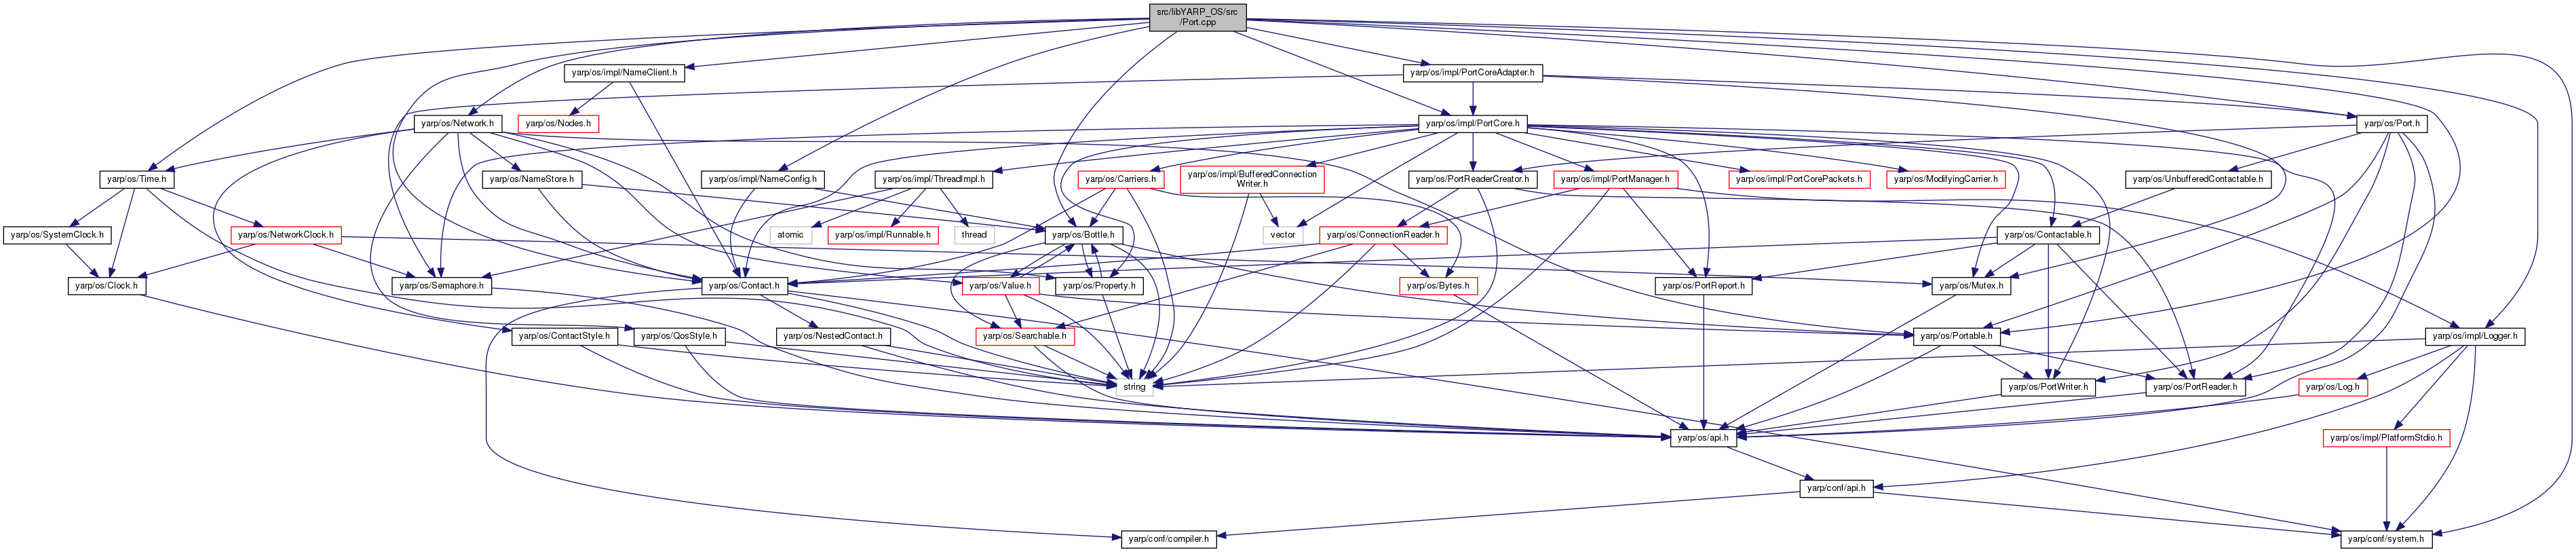 src/libYARP_OS/src
/Port.cpp
yarp/os/impl/NameClient.h
yarp/os/impl/PortCoreAdapter.h
yarp/os/Network.h
yarp/os/Nodes.h
yarp/os/impl/PortCore.h
yarp/os/Port.h
yarp/os/Time.h
yarp/os/NameStore.h
yarp/os/impl/NameConfig.h
yarp/os/impl/ThreadImpl.h
yarp/os/Carriers.h
yarp/os/impl/BufferedConnection
Writer.h
yarp/os/PortReaderCreator.h
yarp/os/impl/PortManager.h
yarp/os/impl/PortCorePackets.h
yarp/os/ModifyingCarrier.h
yarp/os/UnbufferedContactable.h
yarp/os/SystemClock.h
yarp/os/NetworkClock.h
atomic
yarp/os/impl/Runnable.h
thread
yarp/os/Bottle.h
vector
yarp/os/ConnectionReader.h
yarp/os/Contactable.h
yarp/os/Clock.h
yarp/os/Semaphore.h
yarp/os/Contact.h
yarp/os/Value.h
yarp/os/Property.h
yarp/os/Bytes.h
yarp/os/PortReport.h
yarp/os/Mutex.h
yarp/os/ContactStyle.h
yarp/os/QosStyle.h
yarp/os/NestedContact.h
yarp/os/Searchable.h
yarp/os/Portable.h
yarp/os/impl/Logger.h
string
yarp/os/PortWriter.h
yarp/os/PortReader.h
yarp/os/Log.h
yarp/os/api.h
yarp/os/impl/PlatformStdio.h
yarp/conf/api.h
yarp/conf/compiler.h
yarp/conf/system.h